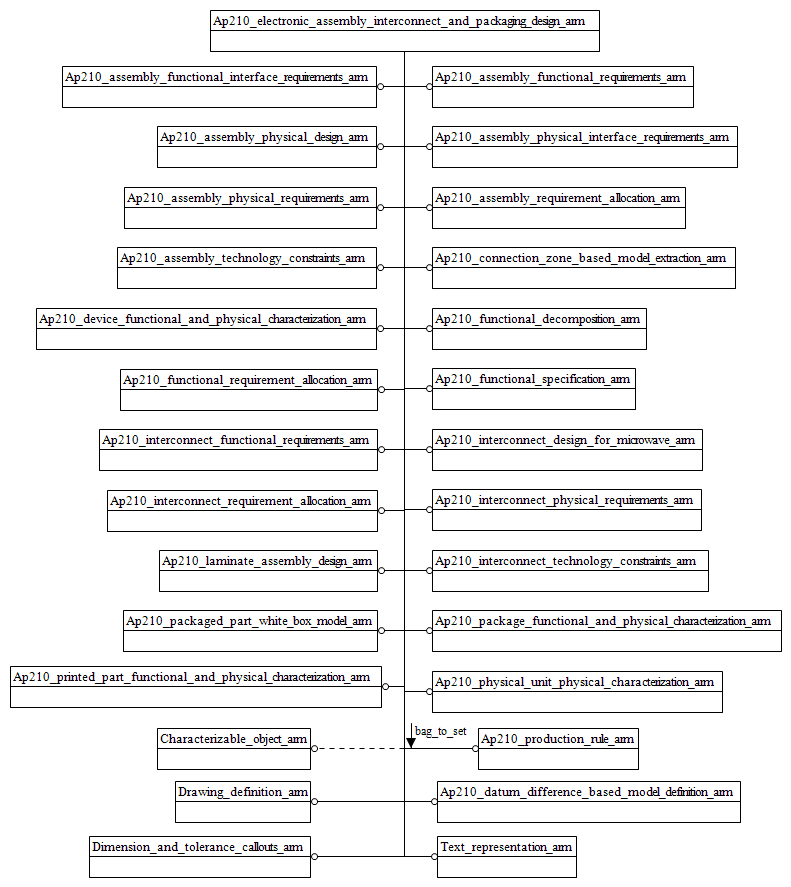 Ap210_electronic_assembly_interconnect_and_packaging_design_arm
Ap210_assembly_functional_interface_requirements_arm
Ap210_assembly_functional_requirements_arm
Ap210_assembly_physical_design_arm
Ap210_assembly_physical_interface_requirements_arm
Ap210_assembly_physical_requirements_arm
Ap210_assembly_requirement_allocation_arm
Ap210_assembly_technology_constraints_arm
Ap210_connection_zone_based_model_extraction_arm
Ap210_device_functional_and_physical_characterization_arm
Ap210_functional_decomposition_arm
Ap210_functional_requirement_allocation_arm
Ap210_functional_specification_arm
Ap210_interconnect_functional_requirements_arm
Ap210_interconnect_design_for_microwave_arm
Ap210_interconnect_requirement_allocation_arm
Ap210_interconnect_physical_requirements_arm
Ap210_laminate_assembly_design_arm
Ap210_interconnect_technology_constraints_arm
Ap210_packaged_part_white_box_model_arm
Ap210_package_functional_and_physical_characterization_arm
Ap210_printed_part_functional_and_physical_characterization_arm
Ap210_physical_unit_physical_characterization_arm
bag_to_set
Characterizable_object_arm
Ap210_production_rule_arm
Drawing_definition_arm
Ap210_datum_difference_based_model_definition_arm
Dimension_and_tolerance_callouts_arm
Text_representation_arm